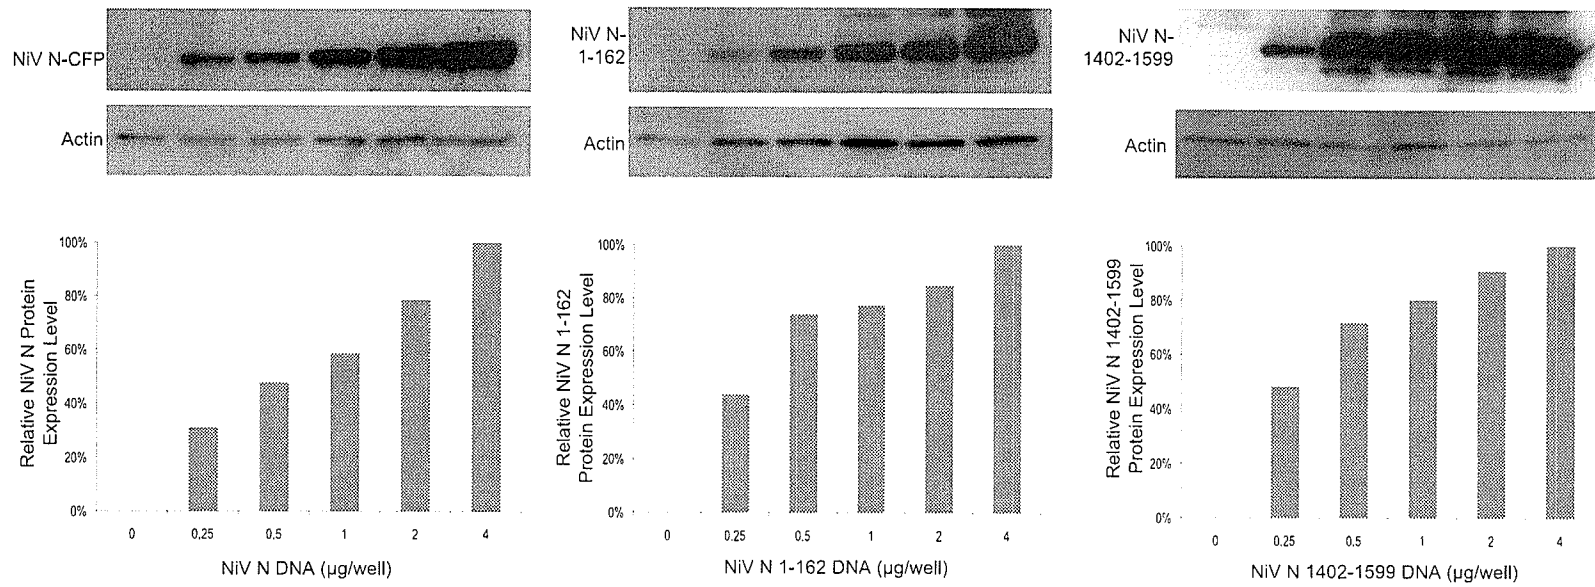 NiV N-CFP
Actin
NiV N-
1-162
Actin
NiV N-
1402-1599
Actin
Relative NiV N Protein
Expression Level
100%
80%
60%
40%
20%
0%
0 0.25 0.5 1 2 4
NiV N DNA (µg/well)
Relative NiV N 1-162
Protein Expression Level
100%
80%
60%
40%
20%
0%
0 0.25 0.5 1 2 4
NiV N 1-162 DNA (µg/well)
Relative NiV N 1402-1599
Protein Expression Level
100%
80%
60%
40%
20%
0%
0 0.25 0.5 1 2 4
NiV N 1402-1599 DNA (µg/well)